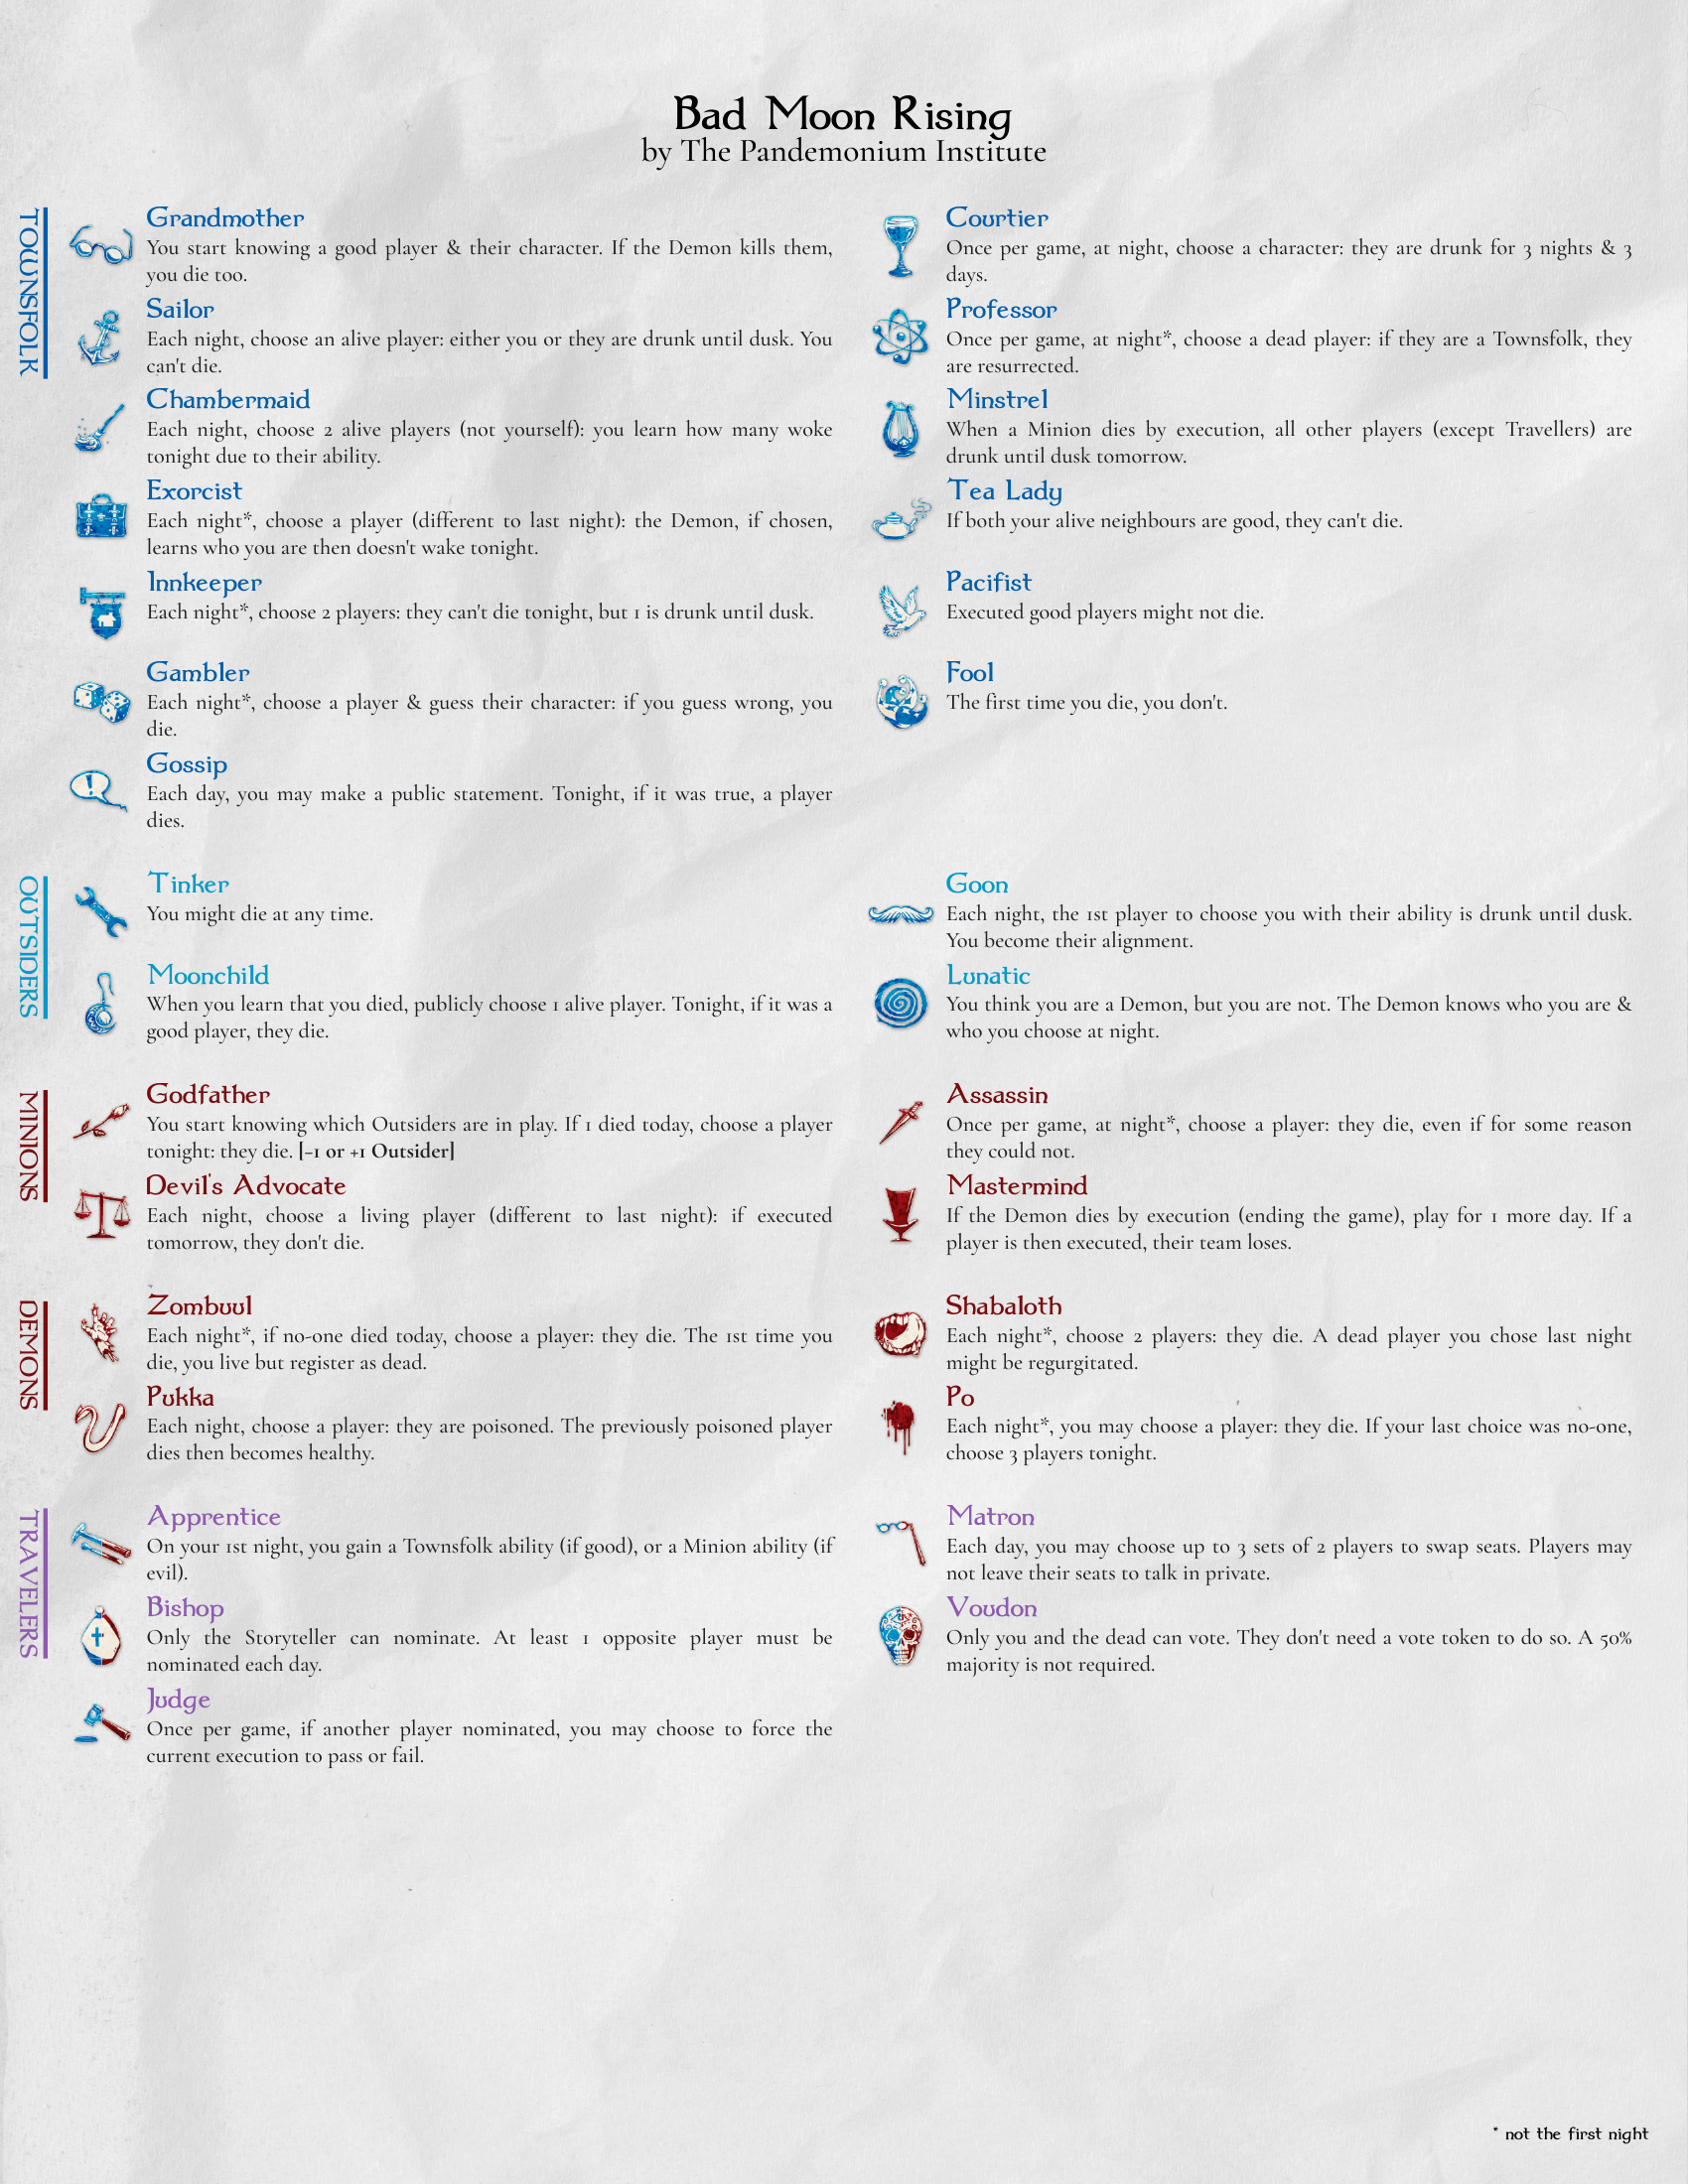 Bad Moon Rising
by The Pandemonium Institute
TOWNSFOLK
Grandmother
You start knowing a good player & their character. If the Demon kills them,
you die too.
Sailor
Each night, choose an alive player: either you or they are drunk until dusk. You
can't die.
Chambermaid
Each night, choose 2 alive players (not yourself): you learn how many woke
tonight due to their ability.
Exorcist
Each night*, choose a player (different to last night): the Demon, if chosen,
learns who you are then doesn't wake tonight.
Innkeeper
Each night*, choose 2 players: they can't die tonight, but 1 is drunk until dusk.
Gambler
Each night*, choose a player & guess their character: if you guess wrong, you
die.
Gossip
Each day, you may make a public statement. Tonight, if it was true, a player
dies.
Courtier
Once per game, at night, choose a character: they are drunk for 3 nights & 3
days.
Professor
Once per game, at night*, choose a dead player: if they are a Townsfolk, they
are resurrected.
Minstrel
When a Minion dies by execution, all other players (except Travellers) are
drunk until dusk tomorrow.
Tea Lady
If both your alive neighbours are good, they can't die.
Pacifist
Executed good players might not die.
Fool
The first time you die, you don't.
OUTSIDERS
Tinker
You might die at any time.
Moonchild
When you learn that you died, publicly choose 1 alive player. Tonight, if it was a
good player, they die.
Goon
Each night, the 1st player to choose you with their ability is drunk until dusk.
You become their alignment.
Lunatic
You think you are a Demon, but you are not. The Demon knows who you are &
who you choose at night.
MINIONS
Godfather
You start knowing which Outsiders are in play. If 1 died today, choose a player
tonight: they die. [−1 or +1 Outsider]
Devil's Advocate
Each night, choose a living player (different to last night): if executed
tomorrow, they don't die.
Assassin
Once per game, at night*, choose a player: they die, even if for some reason
they could not.
Mastermind
If the Demon dies by execution (ending the game), play for 1 more day. If a
player is then executed, their team loses.
DEMONS
Zombuul
Each night*, if no-one died today, choose a player: they die. The 1st time you
die, you live but register as dead.
Pukka
Each night, choose a player: they are poisoned. The previously poisoned player
dies then becomes healthy.
Shabaloth
Each night*, choose 2 players: they die. A dead player you chose last night
might be regurgitated.
Po
Each night*, you may choose a player: they die. If your last choice was no-one,
choose 3 players tonight.
TRAVELERS
Apprentice
On your 1st night, you gain a Townsfolk ability (if good), or a Minion ability (if
evil).
Bishop
Only the Storyteller can nominate. At least 1 opposite player must be
nominated each day.
Judge
Once per game, if another player nominated, you may choose to force the
current execution to pass or fail.
Matron
Each day, you may choose up to 3 sets of 2 players to swap seats. Players may
not leave their seats to talk in private.
Voudon
Only you and the dead can vote. They don't need a vote token to do so. A 50%
majority is not required.
* not the first night